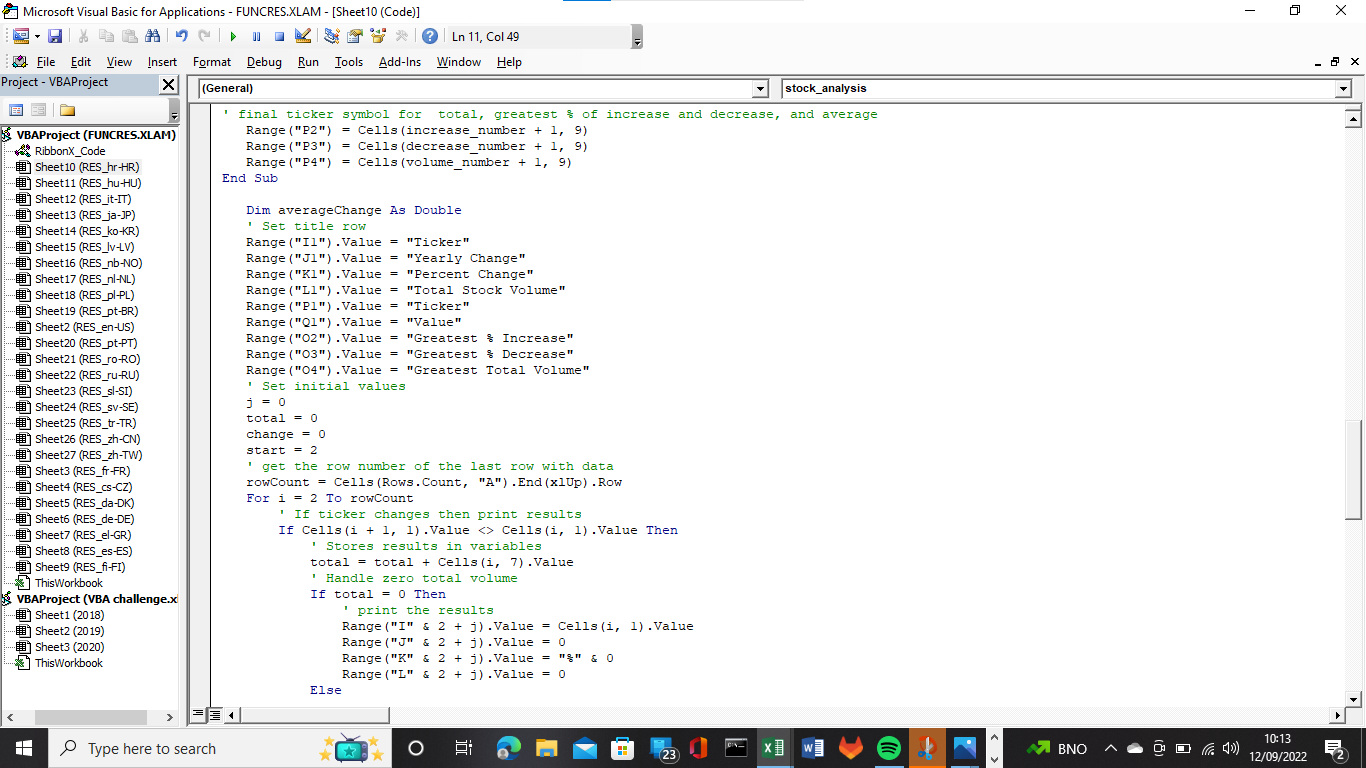 Microsoft Visual Basic for Applications - FUNCRES.XLAM - [Sheet10 (Code)]
Ln 11, Col 49
File Edit View Insert Format Debug Run Tools Add-Ins Window Help
Project - VBAProject
VBAProject (FUNCRES.XLAM)
RibbonX_Code
Sheet10 (RES_hr-HR)
Sheet11 (RES_hu-HU)
Sheet12 (RES_it-IT)
Sheet13 (RES_ja-JP)
Sheet14 (RES_ko-KR)
Sheet15 (RES_lv-LV)
Sheet16 (RES_nb-NO)
Sheet17 (RES_nl-NL)
Sheet18 (RES_pl-PL)
Sheet19 (RES_pt-BR)
Sheet2 (RES_en-US)
Sheet20 (RES_pt-PT)
Sheet21 (RES_ro-RO)
Sheet22 (RES_ru-RU)
Sheet23 (RES_sl-SI)
Sheet24 (RES_sv-SE)
Sheet25 (RES_tr-TR)
Sheet26 (RES_zh-CN)
Sheet27 (RES_zh-TW)
Sheet3 (RES_fr-FR)
Sheet4 (RES_cs-CZ)
Sheet5 (RES_da-DK)
Sheet6 (RES_de-DE)
Sheet7 (RES_el-GR)
Sheet8 (RES_es-ES)
Sheet9 (RES_fi-FI)
ThisWorkbook
VBAProject (VBA challenge.x
Sheet1 (2018)
Sheet2 (2019)
Sheet3 (2020)
ThisWorkbook
(General)
stock_analysis
' final ticker symbol for  total, greatest % of increase and decrease, and average
Range("P2") = Cells(increase_number + 1, 9)
Range("P3") = Cells(decrease_number + 1, 9)
Range("P4") = Cells(volume_number + 1, 9)
End Sub
Dim averageChange As Double
' Set title row
Range("I1").Value = "Ticker"
Range("J1").Value = "Yearly Change"
Range("K1").Value = "Percent Change"
Range("L1").Value = "Total Stock Volume"
Range("P1").Value = "Ticker"
Range("Q1").Value = "Value"
Range("O2").Value = "Greatest % Increase"
Range("O3").Value = "Greatest % Decrease"
Range("O4").Value = "Greatest Total Volume"
' Set initial values
j = 0
total = 0
change = 0
start = 2
' get the row number of the last row with data
rowCount = Cells(Rows.Count, "A").End(xlUp).Row
For i = 2 To rowCount
' If ticker changes then print results
If Cells(i + 1, 1).Value <> Cells(i, 1).Value Then
' Stores results in variables
total = total + Cells(i, 7).Value
' Handle zero total volume
If total = 0 Then
' print the results
Range("I" & 2 + j).Value = Cells(i, 1).Value
Range("J" & 2 + j).Value = 0
Range("K" & 2 + j).Value = "%" & 0
Range("L" & 2 + j).Value = 0
Else
Type here to search
23
BNO
10:13
12/09/2022
2